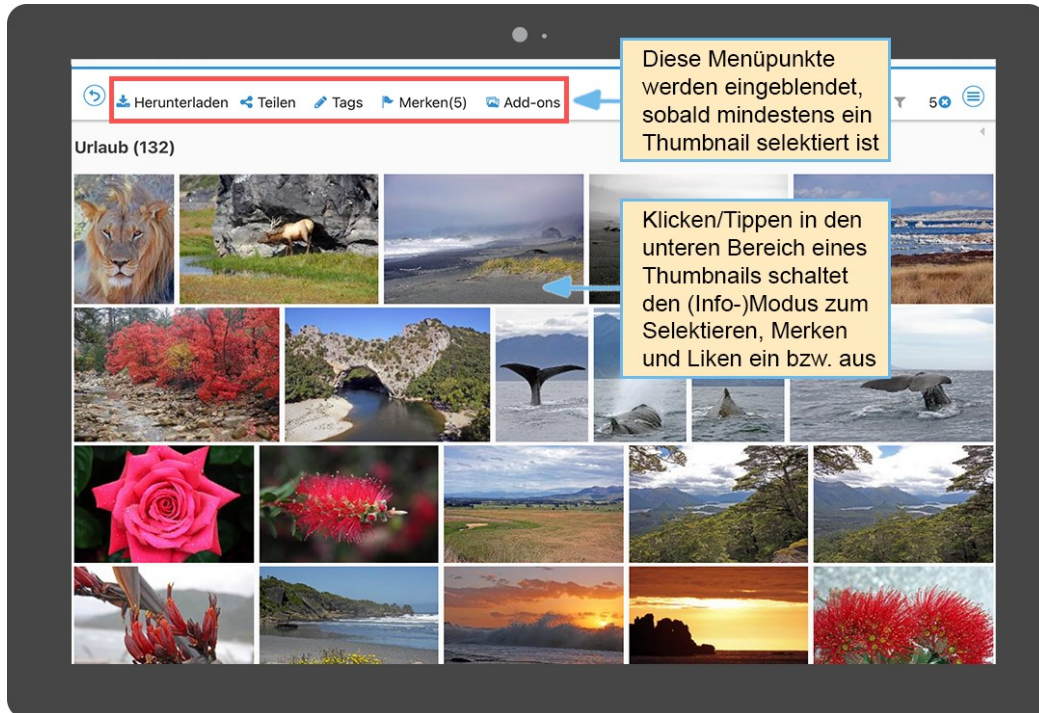 Herunterladen Teilen Tags Merken(5) Add-ons
5
Diese Menüpunkte
werden eingeblendet,
sobald mindestens ein
Thumbnail selektiert ist
Urlaub (132)
Klicken/Tippen in den
unteren Bereich eines
Thumbnails schaltet
den (Info-)Modus zum
Selektieren, Merken
und Liken ein bzw. aus